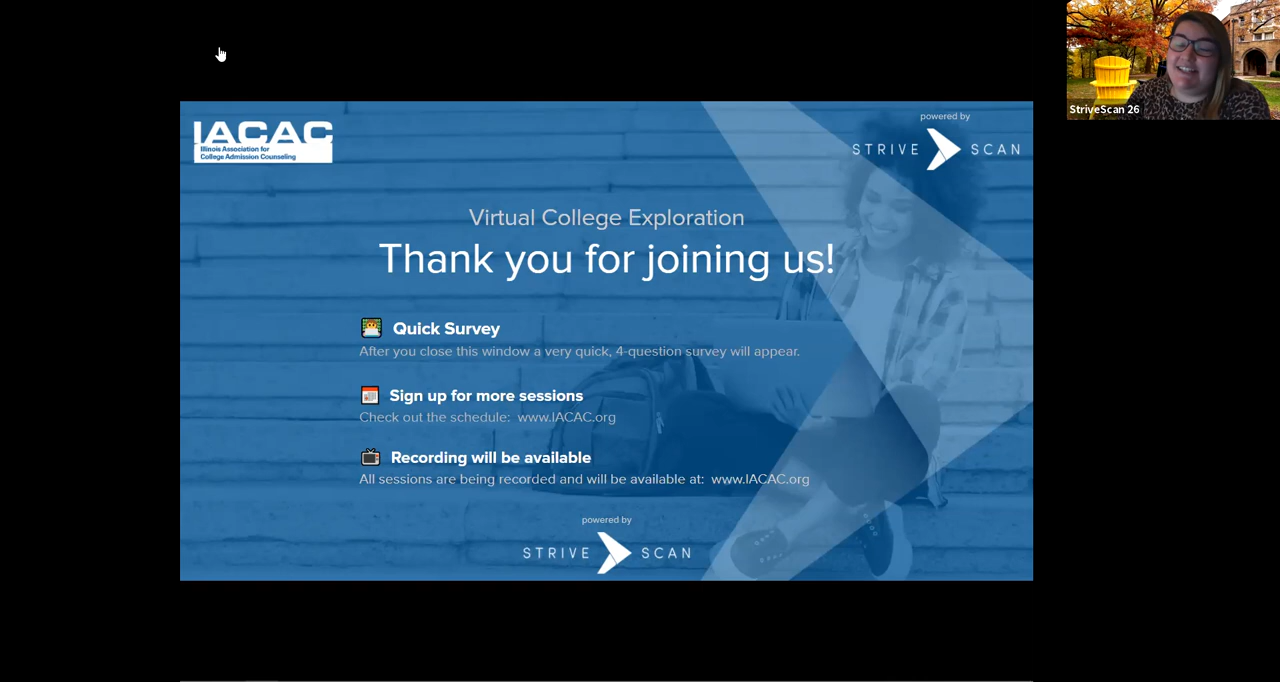 IACAC
Illinois Association for
College Admission Counseling
powered by
STRIVE SCAN
StriveScan 26
Virtual College Exploration
Thank you for joining us!
Quick Survey
After you close this window a very quick, 4-question survey will appear.
Sign up for more sessions
Check out the schedule: www.IACAC.org
Recording will be available
All sessions are being recorded and will be available at: www.IACAC.org
powered by
STRIVE SCAN